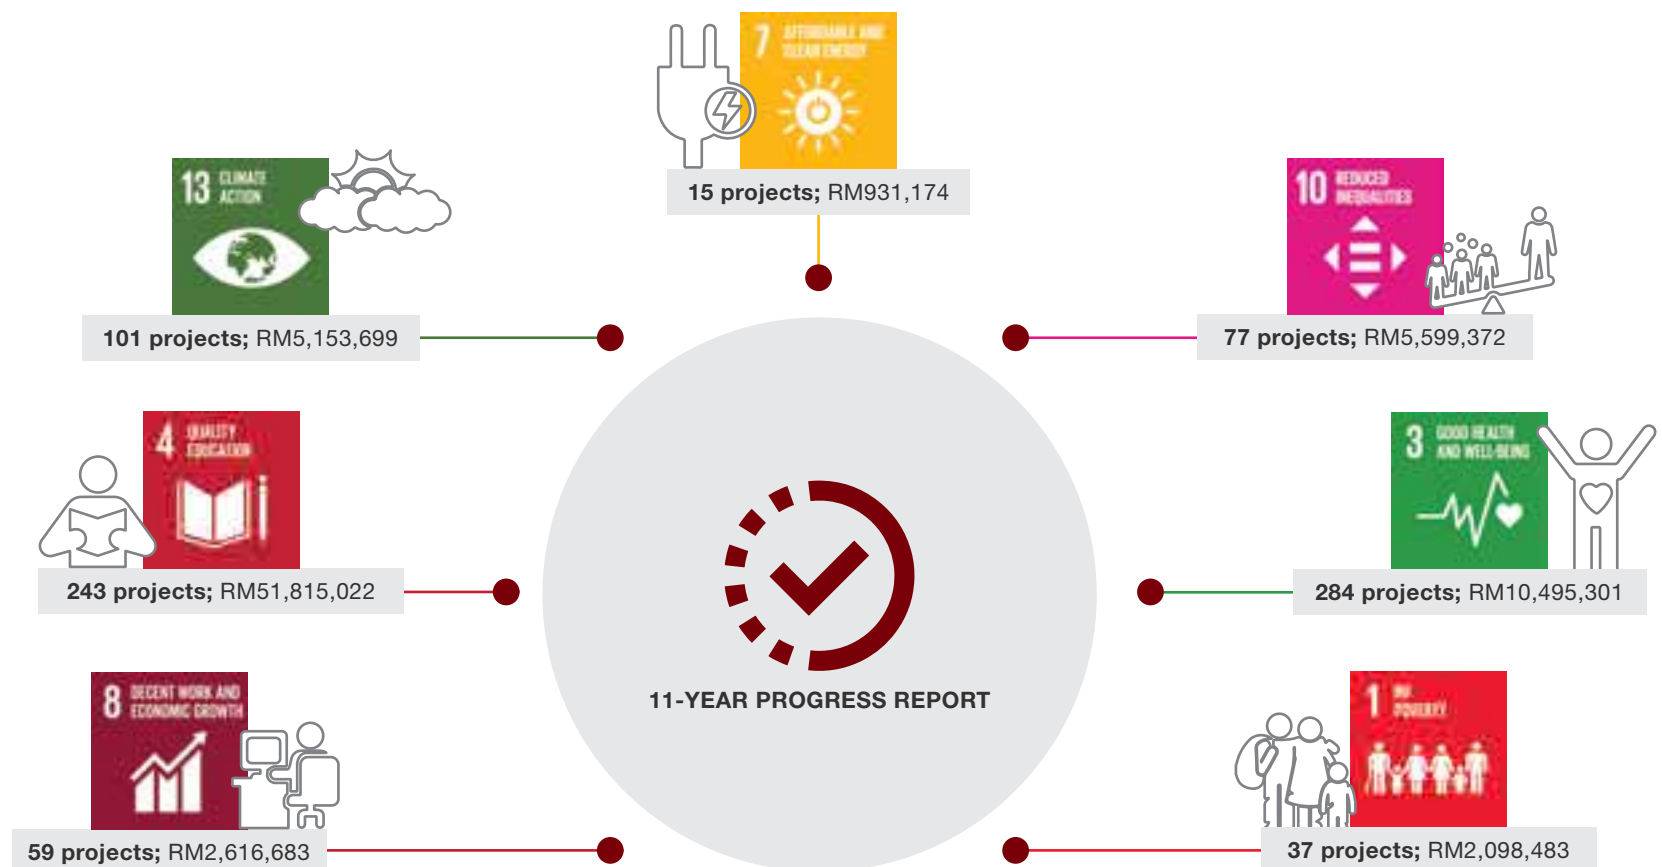 7 AFFORDABLE AND
CLEAN ENERGY
15 projects; RM931,174
13 CLIMATE
ACTION
101 projects; RM5,153,699
10 REDUCED
INEQUALITIES
77 projects; RM5,599,372
4 QUALITY
EDUCATION
243 projects; RM51,815,022
3 GOOD HEALTH
AND WELL-BEING
284 projects; RM10,495,301
11-YEAR PROGRESS REPORT
8 DECENT WORK AND
ECONOMIC GROWTH
59 projects; RM2,616,683
1 NO
POVERTY
37 projects; RM2,098,483